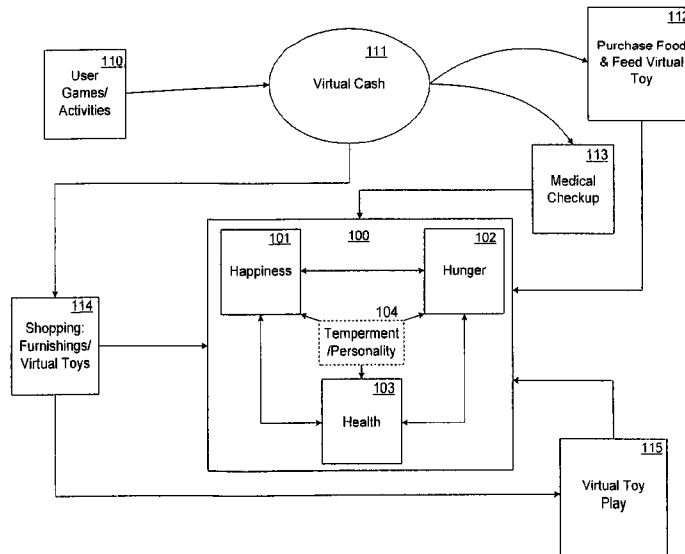 110
User
Games/
Activities
111
Virtual Cash
112
Purchase Food
& Feed Virtual
Toy
113
Medical
Checkup
100
101
Happiness
102
Hunger
104
Temperment
/Personality
103
Health
114
Shopping:
Furnishings/
Virtual Toys
115
Virtual Toy
Play